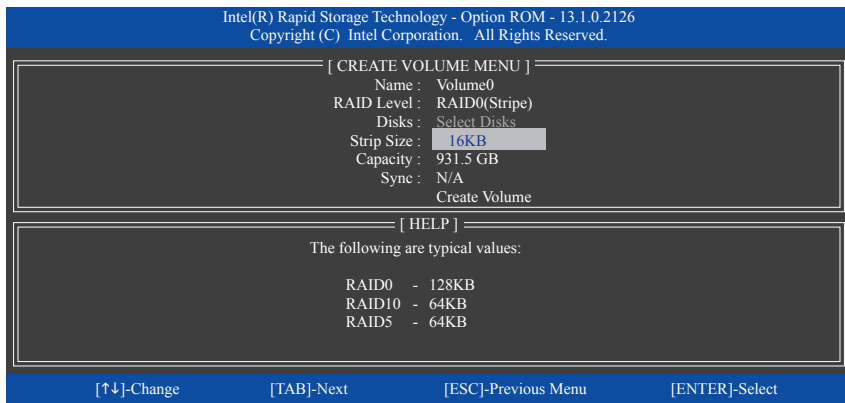 Intel(R) Rapid Storage Technology - Option ROM - 13.1.0.2126
Copyright (C) Intel Corporation. All Rights Reserved.
[ CREATE VOLUME MENU ]
Name : Volume0
RAID Level : RAID0(Stripe)
Disks : Select Disks
Strip Size : 16KB
Capacity : 931.5 GB
Sync : N/A
Create Volume
[ HELP ]
The following are typical values:
RAID0 - 128KB
RAID10 - 64KB
RAID5 - 64KB
[↑↓]-Change [TAB]-Next [ESC]-Previous Menu [ENTER]-Select